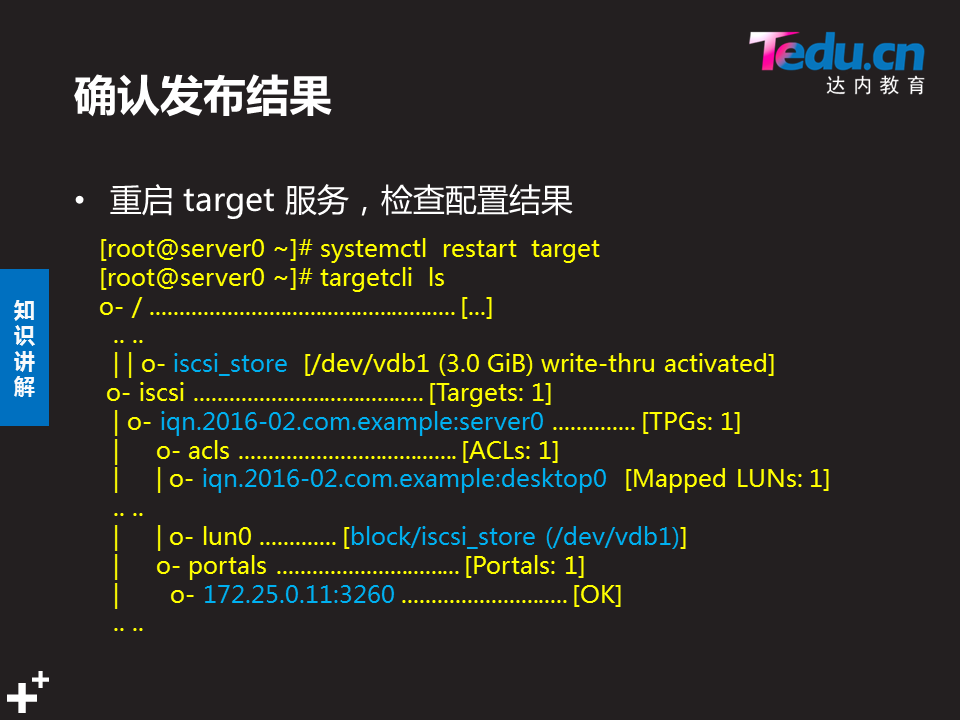 Tedu.cn
达内教育
确认发布结果
• 重启 target 服务，检查配置结果
[root@server0 ~]# systemctl restart target
[root@server0 ~]# targetcli ls
o- / ................................................... [...]
.. ..
| | o- iscsi_store [/dev/vdb1 (3.0 GiB) write-thru activated]
o- iscsi ....................................... [Targets: 1]
| o- iqn.2016-02.com.example:server0 .............. [TPGs: 1]
| o- acls ..................................... [ACLs: 1]
| | o- iqn.2016-02.com.example:desktop0 [Mapped LUNs: 1]
.. ..
| | o- lun0 ............. [block/iscsi_store (/dev/vdb1)]
| o- portals ............................... [Portals: 1]
| o- 172.25.0.11:3260 ............................ [OK]
.. ..
知识讲解